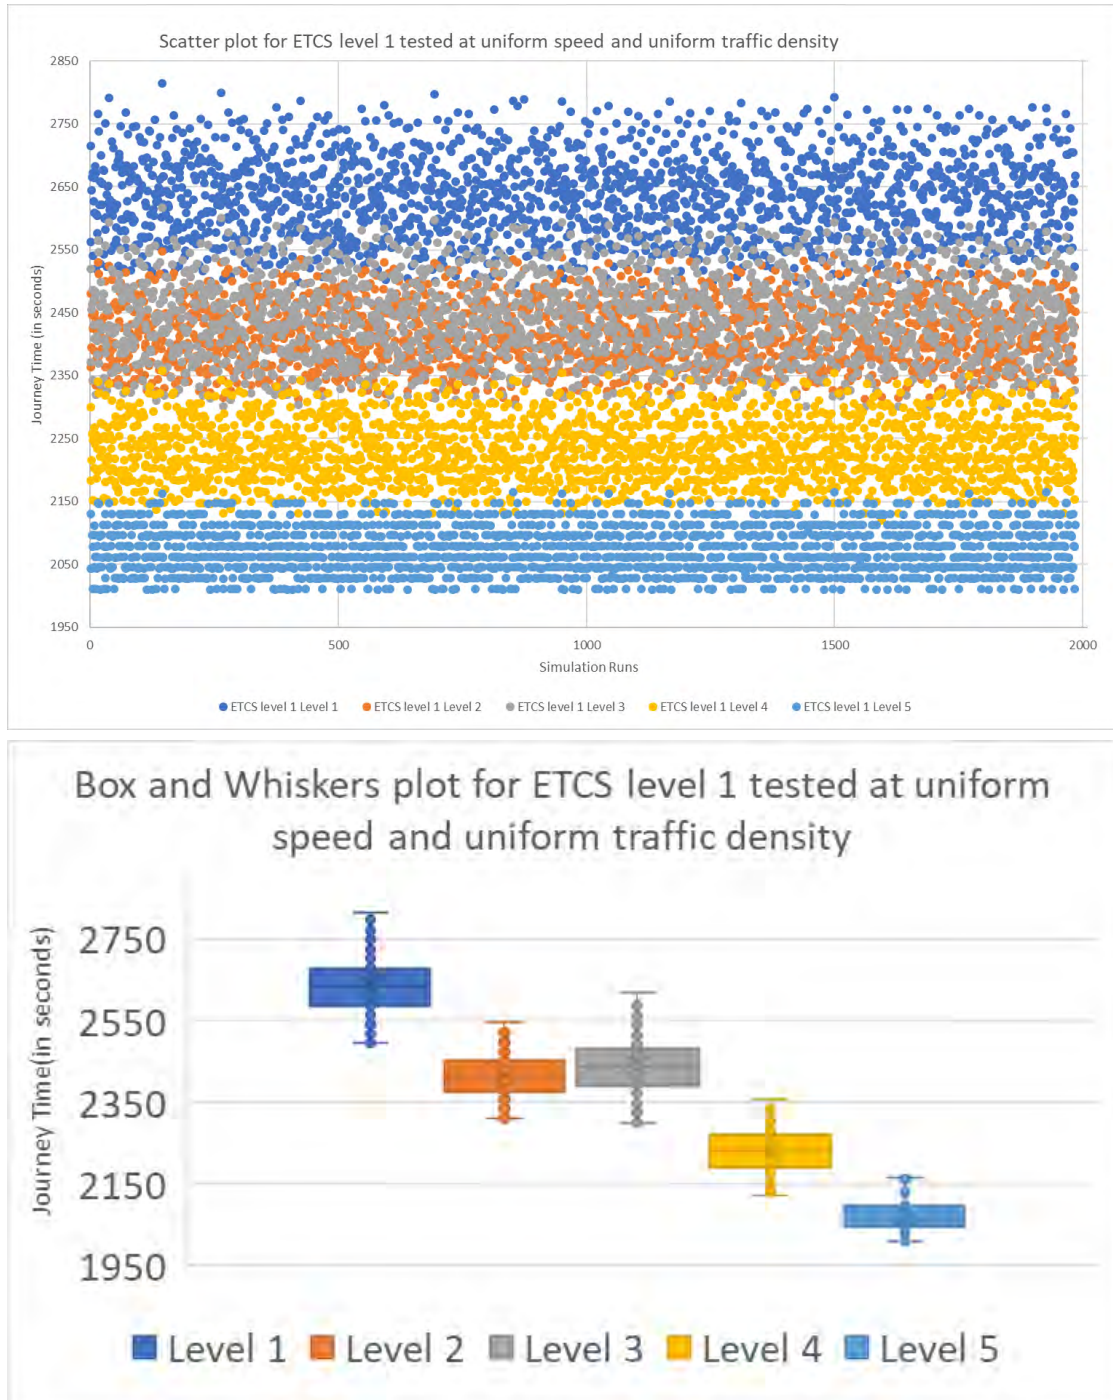 Scatter plot for ETCS level 1 tested at uniform speed and uniform traffic density
2850
2750
2650
2550
2450
2350
2250
2150
2050
1950
Journey Time (in seconds)
0 500 1000 1500 2000
Simulation Runs
ETCS level 1 Level 1 ETCS level 1 Level 2 ETCS level 1 Level 3 ETCS level 1 Level 4 ETCS level 1 Level 5
Box and Whiskers plot for ETCS level 1 tested at uniform
speed and uniform traffic density
2750
2550
2350
2150
1950
Journey Time(in seconds)
Level 1 Level 2 Level 3 Level 4 Level 5